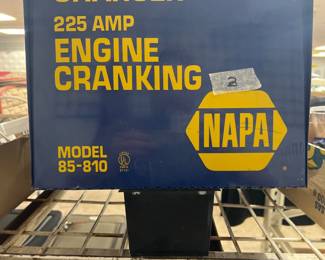 225 AMP
ENGINE
CRANKING
2
NAPA
MODEL
85-810